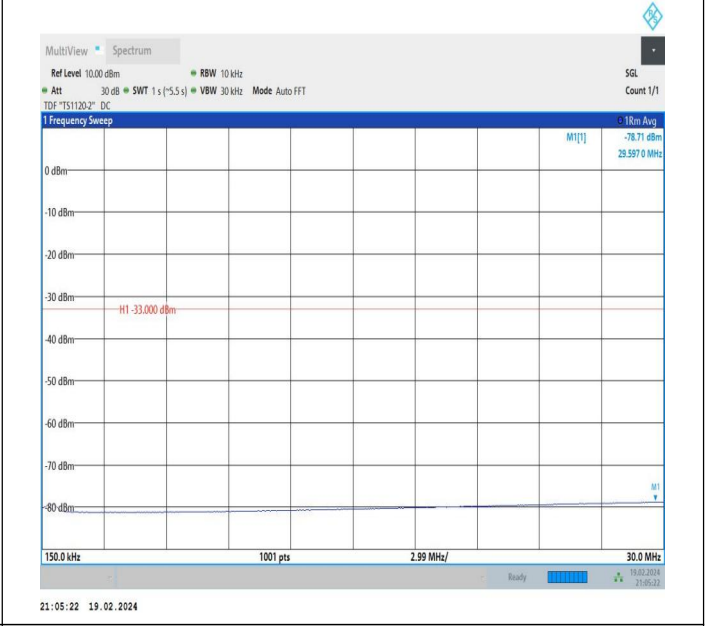 MultiView Spectrum
Ref Level 10.00 dBm RBW 10 kHz SGL
Att 30 dB SWT 1 s (~5.5 s) VBW 30 kHz Mode Auto FFT Count 1/1
TDF "TS1120-2" DC
1 Frequency Sweep 1Rm Avg
M1[1] -78.71 dBm
29.597 0 MHz
0 dBm
-10 dBm
-20 dBm
-30 dBm
H1 -33.000 dBm
-40 dBm
-50 dBm
-60 dBm
-70 dBm
M1
-80 dBm
150.0 kHz 1001 pts 2.99 MHz/ 30.0 MHz
Ready 19.02.2024
21:05:22
21:05:22 19.02.2024